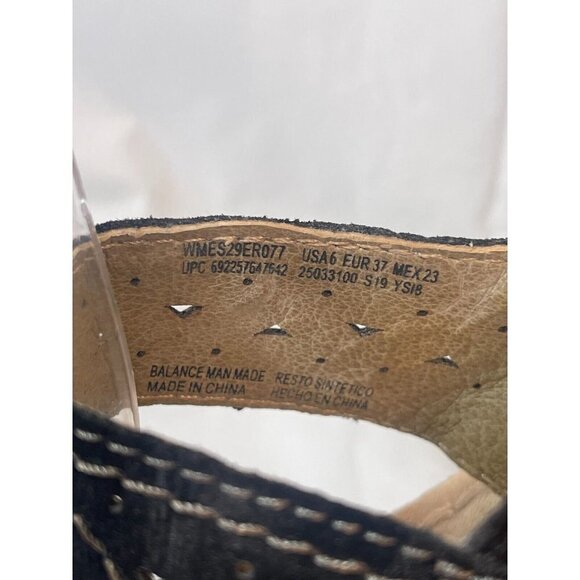 WMES29ER077 USA6 EUR 37 MEX 23
UPC 692257647642 25033100 S19 YSI8
BALANCE MAN MADE RESTO SINTETICO
MADE IN CHINA HECHO EN CHINA